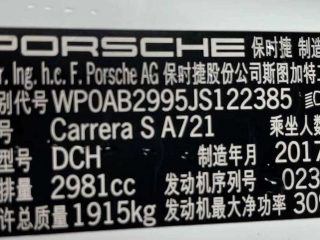 PORSCHE 保时捷 制造
r. Ing. h.c. F. Porsche AG 保时捷股份公司斯图加特
别代号 WP0AB2995JS122385
号 Carrera S A721 乘坐人数
型号 DCH 制造年月 2017
排量 2981cc 发动机序列号 023
许总质量 1915kg 发动机最大净功率 309